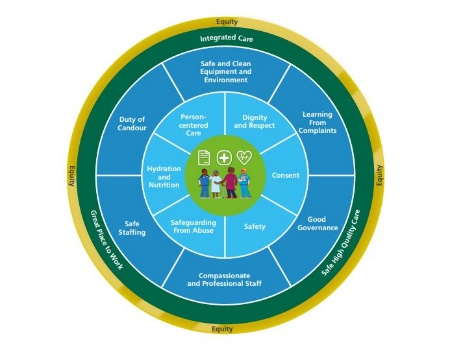 Equity
Integrated Care
Safe and Clean
Equipment and
Environment
Duty of
Candour
Person-
centered
Care
Dignity
and Respect
Learning
From
Complaints
Equity
Hydration
and
Nutrition
Consent
Equity
Safe
Staffing
Safeguarding
From Abuse
Safety
Good
Governance
Great Place to Work
Safe High Quality Care
Compassionate
and Professional Staff
Equity